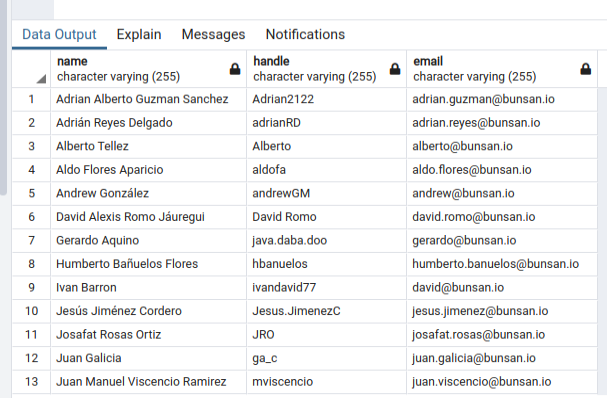 Data Output Explain Messages Notifications
name handle email
character varying (255) character varying (255) character varying (255)
1 Adrian Alberto Guzman Sanchez Adrian2122 adrian.guzman@bunsan.io
2 Adrián Reyes Delgado adrianRD adrian.reyes@bunsan.io
3 Alberto Tellez Alberto alberto@bunsan.io
4 Aldo Flores Aparicio aldofa aldo.flores@bunsan.io
5 Andrew González andrewGM andrew@bunsan.io
6 David Alexis Romo Jáuregui David Romo david.romo@bunsan.io
7 Gerardo Aquino java.daba.doo gerardo@bunsan.io
8 Humberto Bañuelos Flores hbanuelos humberto.banuelos@bunsan.io
9 Ivan Barron ivandavid77 david@bunsan.io
10 Jesús Jiménez Cordero Jesus.JimenezC jesus.jimenez@bunsan.io
11 Josafat Rosas Ortiz JRO josafat.rosas@bunsan.io
12 Juan Galicia ga_c juan.galicia@bunsan.io
13 Juan Manuel Viscencio Ramirez mviscencio juan.viscencio@bunsan.io